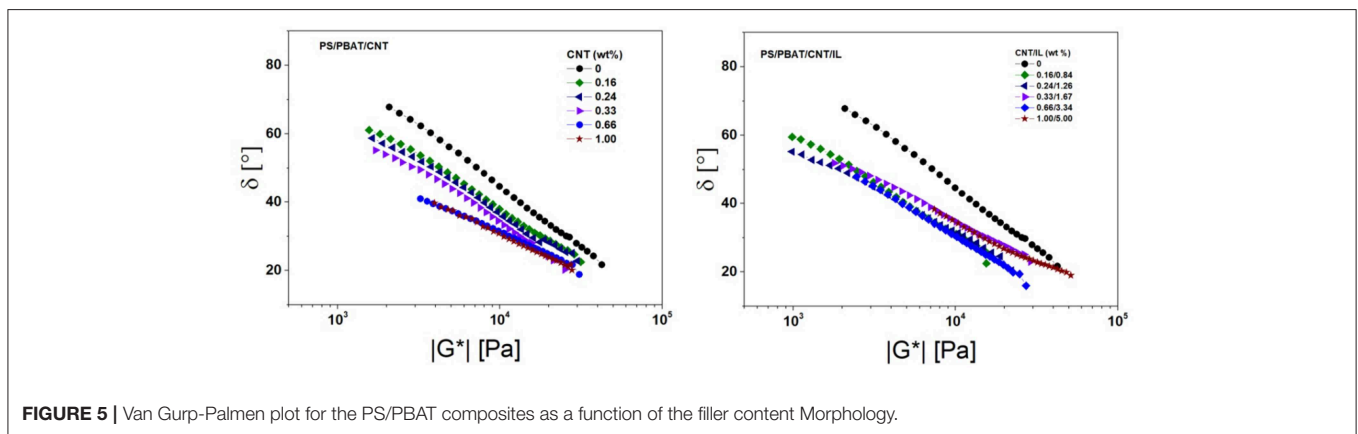 PS/PBAT/CNT
CNT (wt%)
0
0.16
0.24
0.33
0.66
1.00
80
60
40
20
δ [°]
10³
10⁴
10⁵
|G*| [Pa]
PS/PBAT/CNT/IL
CNT/IL (wt %)
0
0.16/0.84
0.24/1.26
0.33/1.67
0.66/3.34
1.00/5.00
80
60
40
20
δ [°]
10³
10⁴
10⁵
|G*| [Pa]
FIGURE 5 | Van Gurp-Palmen plot for the PS/PBAT composites as a function of the filler content Morphology.